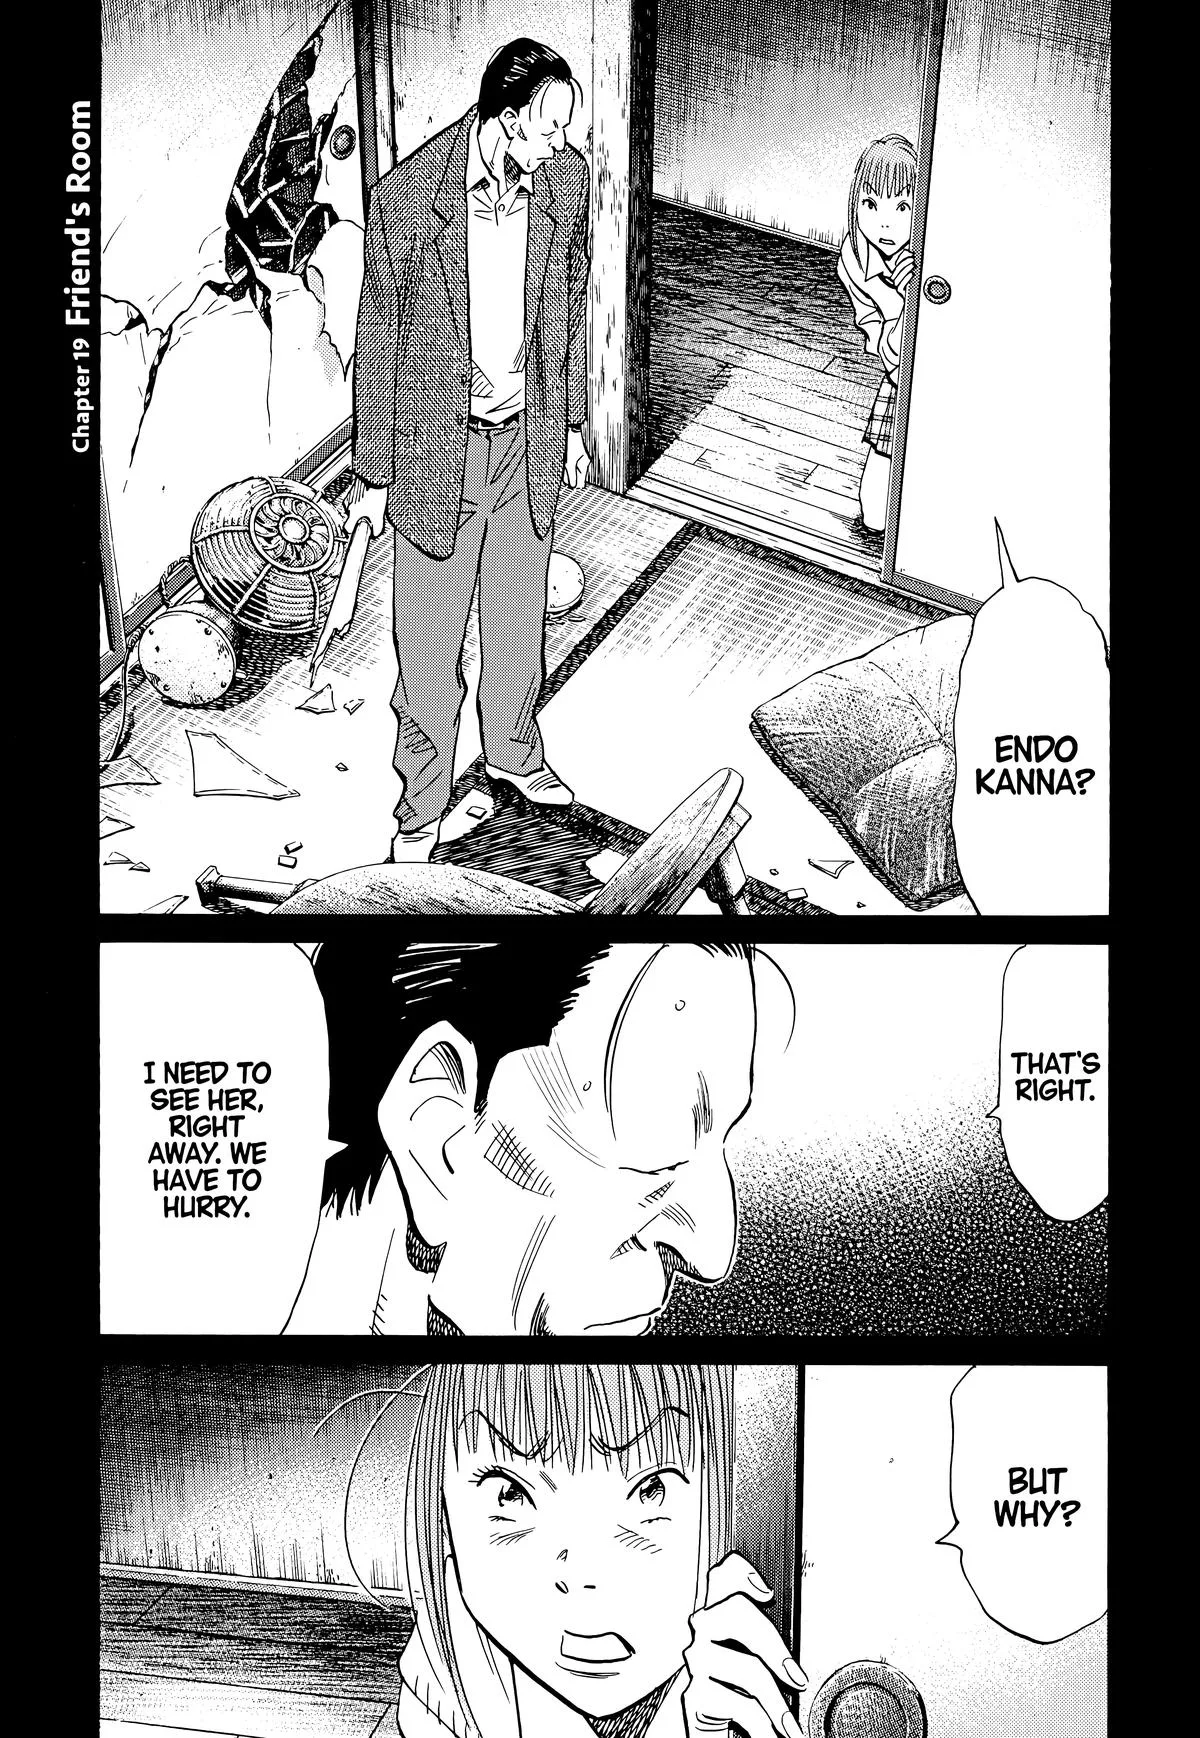 Chapter 19 Friend's Room
ENDO
KANNA?
THAT'S
RIGHT.
I NEED TO
SEE HER,
RIGHT
AWAY. WE
HAVE TO
HURRY.
BUT
WHY?